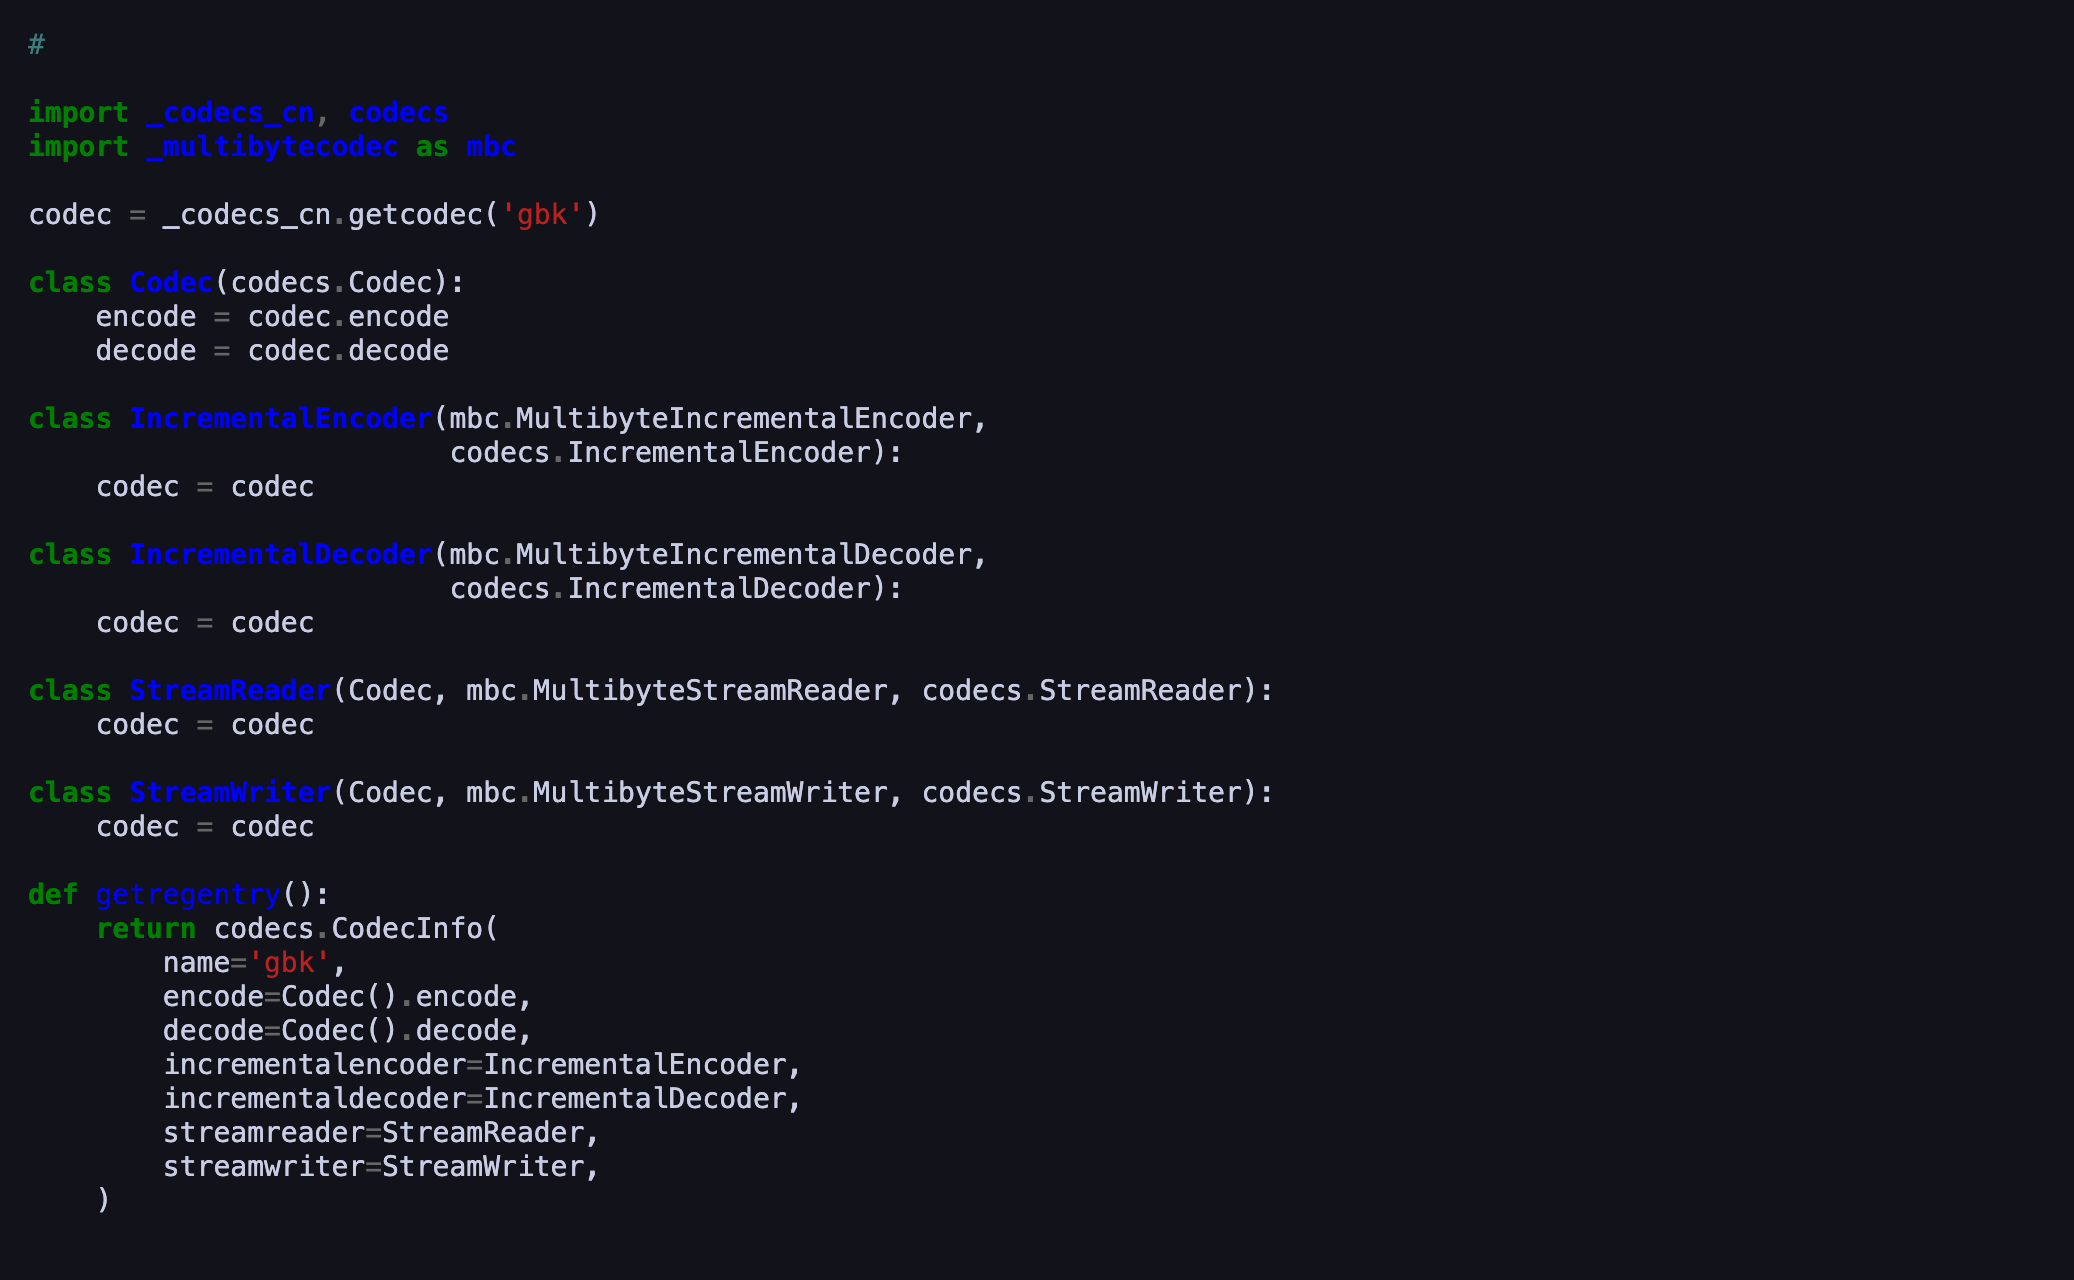 #
import _codecs_cn, codecs
import _multibytecodec as mbc
codec = _codecs_cn.getcodec('gbk')
class Codec(codecs.Codec):
    encode = codec.encode
    decode = codec.decode
class IncrementalEncoder(mbc.MultibyteIncrementalEncoder,
                         codecs.IncrementalEncoder):
    codec = codec
class IncrementalDecoder(mbc.MultibyteIncrementalDecoder,
                         codecs.IncrementalDecoder):
    codec = codec
class StreamReader(Codec, mbc.MultibyteStreamReader, codecs.StreamReader):
    codec = codec
class StreamWriter(Codec, mbc.MultibyteStreamWriter, codecs.StreamWriter):
    codec = codec
def getregentry():
    return codecs.CodecInfo(
        name='gbk',
        encode=Codec().encode,
        decode=Codec().decode,
        incrementalencoder=IncrementalEncoder,
        incrementaldecoder=IncrementalDecoder,
        streamreader=StreamReader,
        streamwriter=StreamWriter,
    )